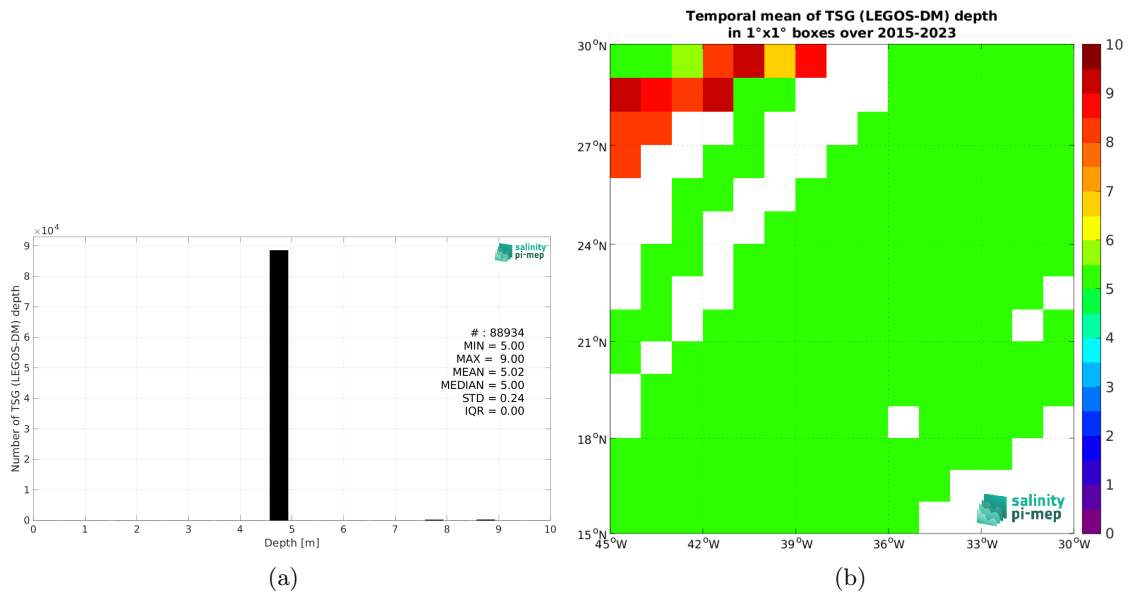 ×10⁴
9
8
7
6
5
4
3
2
1
0
Number of TSG (LEGOS-DM) depth
salinity
pi-mep
# : 88934
MIN = 5.00
MAX = 9.00
MEAN = 5.02
MEDIAN = 5.00
STD = 0.24
IQR = 0.00
0 1 2 3 4 5 6 7 8 9 10
Depth [m]
(a)
Temporal mean of TSG (LEGOS-DM) depth
in 1°x1° boxes over 2015-2023
30°N
27°N
24°N
21°N
18°N
15°N
45°W 42°W 39°W 36°W 33°W 30°W
salinity
pi-mep
10
9
8
7
6
5
4
3
2
1
0
(b)